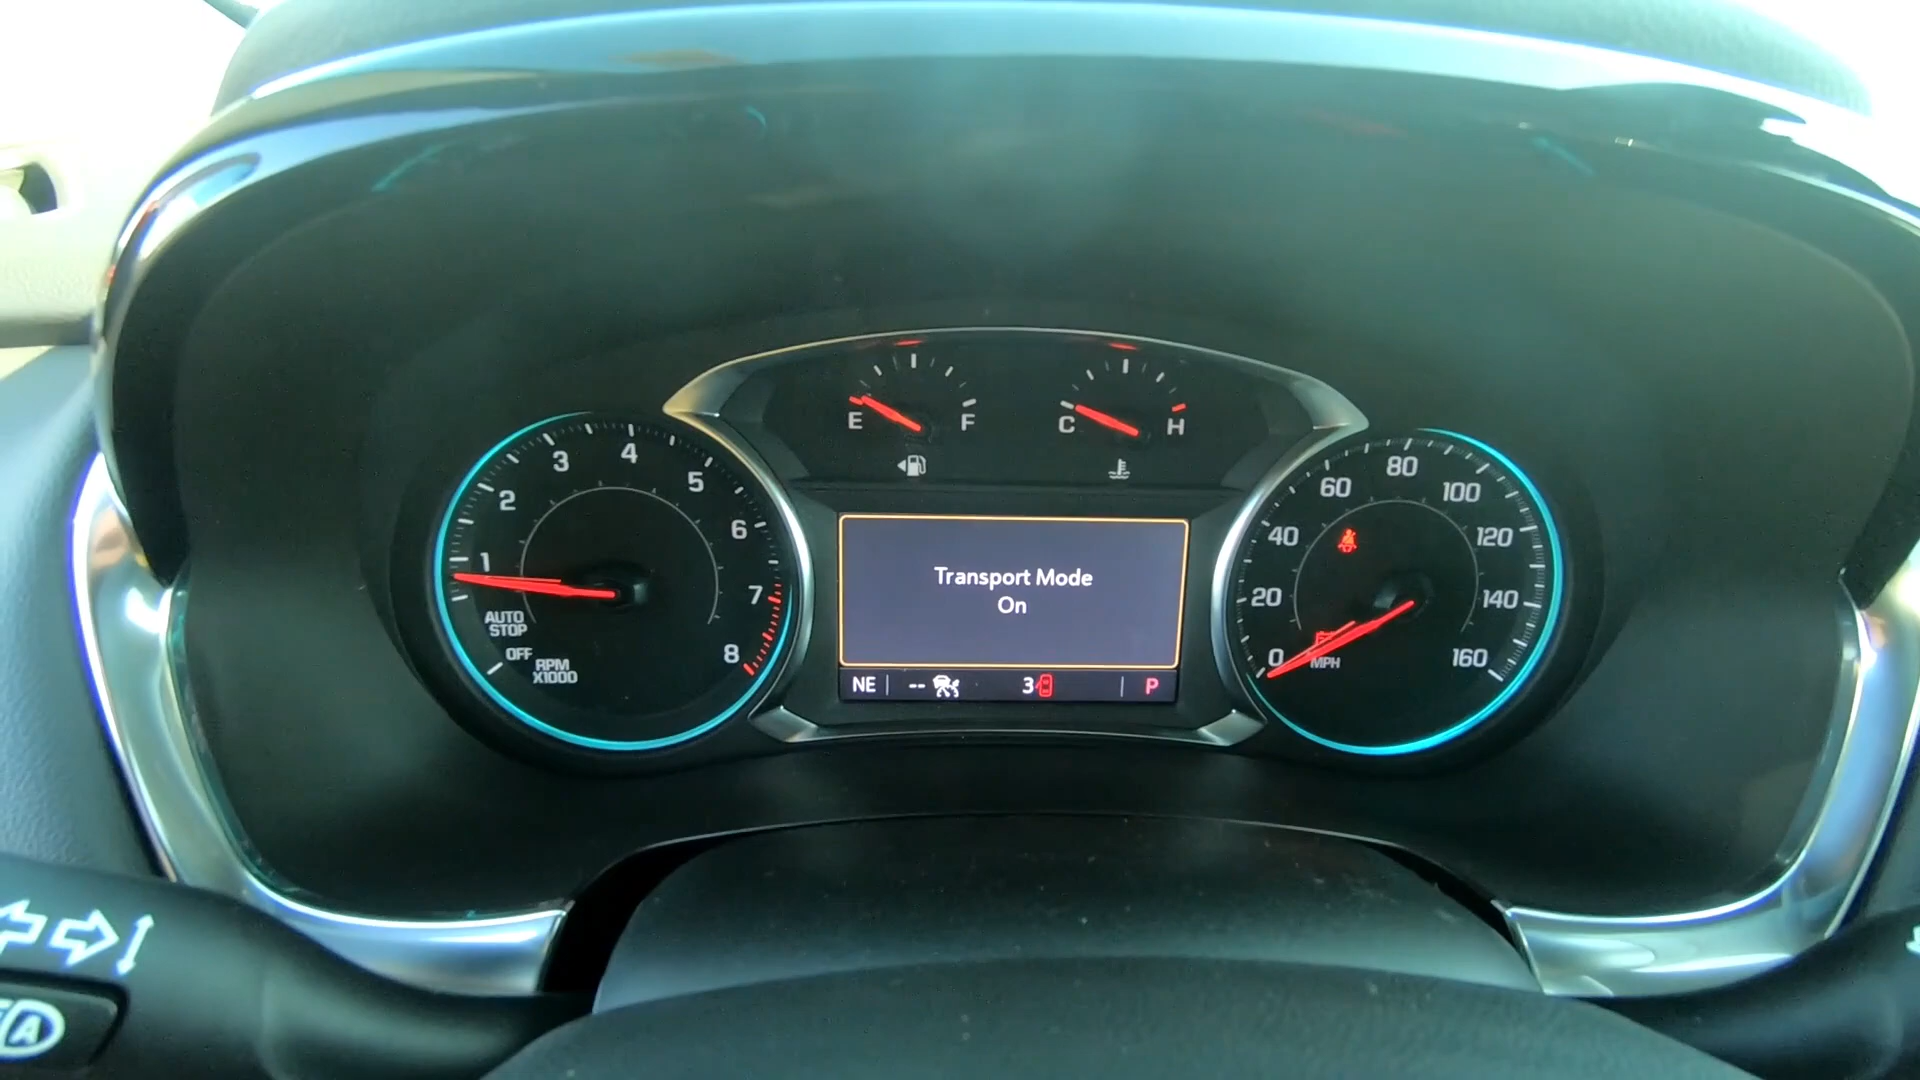 E F
C H
1 2 3 4 5 6 7 8
AUTO
STOP
OFF
RPM
X1000
Transport Mode
On
NE -- 3 P
0 20 40 60 80 100 120 140 160
MPH
A